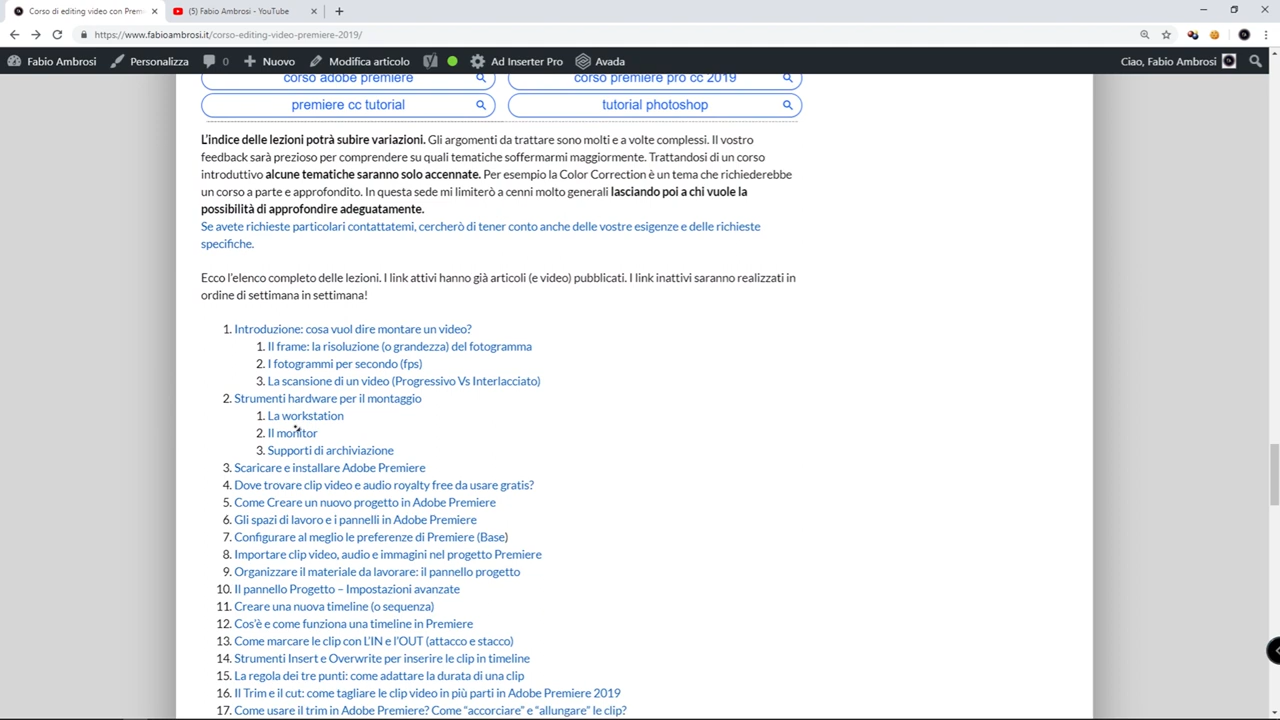 Corso di editing video con Premi
(5) Fabio Ambrosi - YouTube
https://www.fabioambrosi.it/corso-editing-video-premiere-2019/
Fabio Ambrosi
Personalizza
0
Nuovo
Modifica articolo
Ad Inserter Pro
Avada
Ciao, Fabio Ambrosi
corso adobe premiere
corso premiere pro cc 2019
premiere cc tutorial
tutorial photoshop
L'indice delle lezioni potrà subire variazioni. Gli argomenti da trattare sono molti e a volte complessi. Il vostro
feedback sarà prezioso per comprendere su quali tematiche soffermarmi maggiormente. Trattandosi di un corso
introduttivo alcune tematiche saranno solo accennate. Per esempio la Color Correction è un tema che richiederebbe
un corso a parte e approfondito. In questa sede mi limiterò a cenni molto generali lasciando poi a chi vuole la
possibilità di approfondire adeguatamente.
Se avete richieste particolari contattatemi, cercherò di tener conto anche delle vostre esigenze e delle richieste
specifiche.
Ecco l'elenco completo delle lezioni. I link attivi hanno già articoli (e video) pubblicati. I link inattivi saranno realizzati in
ordine di settimana in settimana!
1. Introduzione: cosa vuol dire montare un video?
1. Il frame: la risoluzione (o grandezza) del fotogramma
2. I fotogrammi per secondo (fps)
3. La scansione di un video (Progressivo Vs Interlacciato)
2. Strumenti hardware per il montaggio
1. La workstation
2. Il monitor
3. Supporti di archiviazione
3. Scaricare e installare Adobe Premiere
4. Dove trovare clip video e audio royalty free da usare gratis?
5. Come Creare un nuovo progetto in Adobe Premiere
6. Gli spazi di lavoro e i pannelli in Adobe Premiere
7. Configurare al meglio le preferenze di Premiere (Base)
8. Importare clip video, audio e immagini nel progetto Premiere
9. Organizzare il materiale da lavorare: il pannello progetto
10. Il pannello Progetto – Impostazioni avanzate
11. Creare una nuova timeline (o sequenza)
12. Cos'è e come funziona una timeline in Premiere
13. Come marcare le clip con L'IN e l'OUT (attacco e stacco)
14. Strumenti Insert e Overwrite per inserire le clip in timeline
15. La regola dei tre punti: come adattare la durata di una clip
16. Il Trim e il cut: come tagliare le clip video in più parti in Adobe Premiere 2019
17. Come usare il trim in Adobe Premiere? Come “accorciare” e “allungare” le clip?